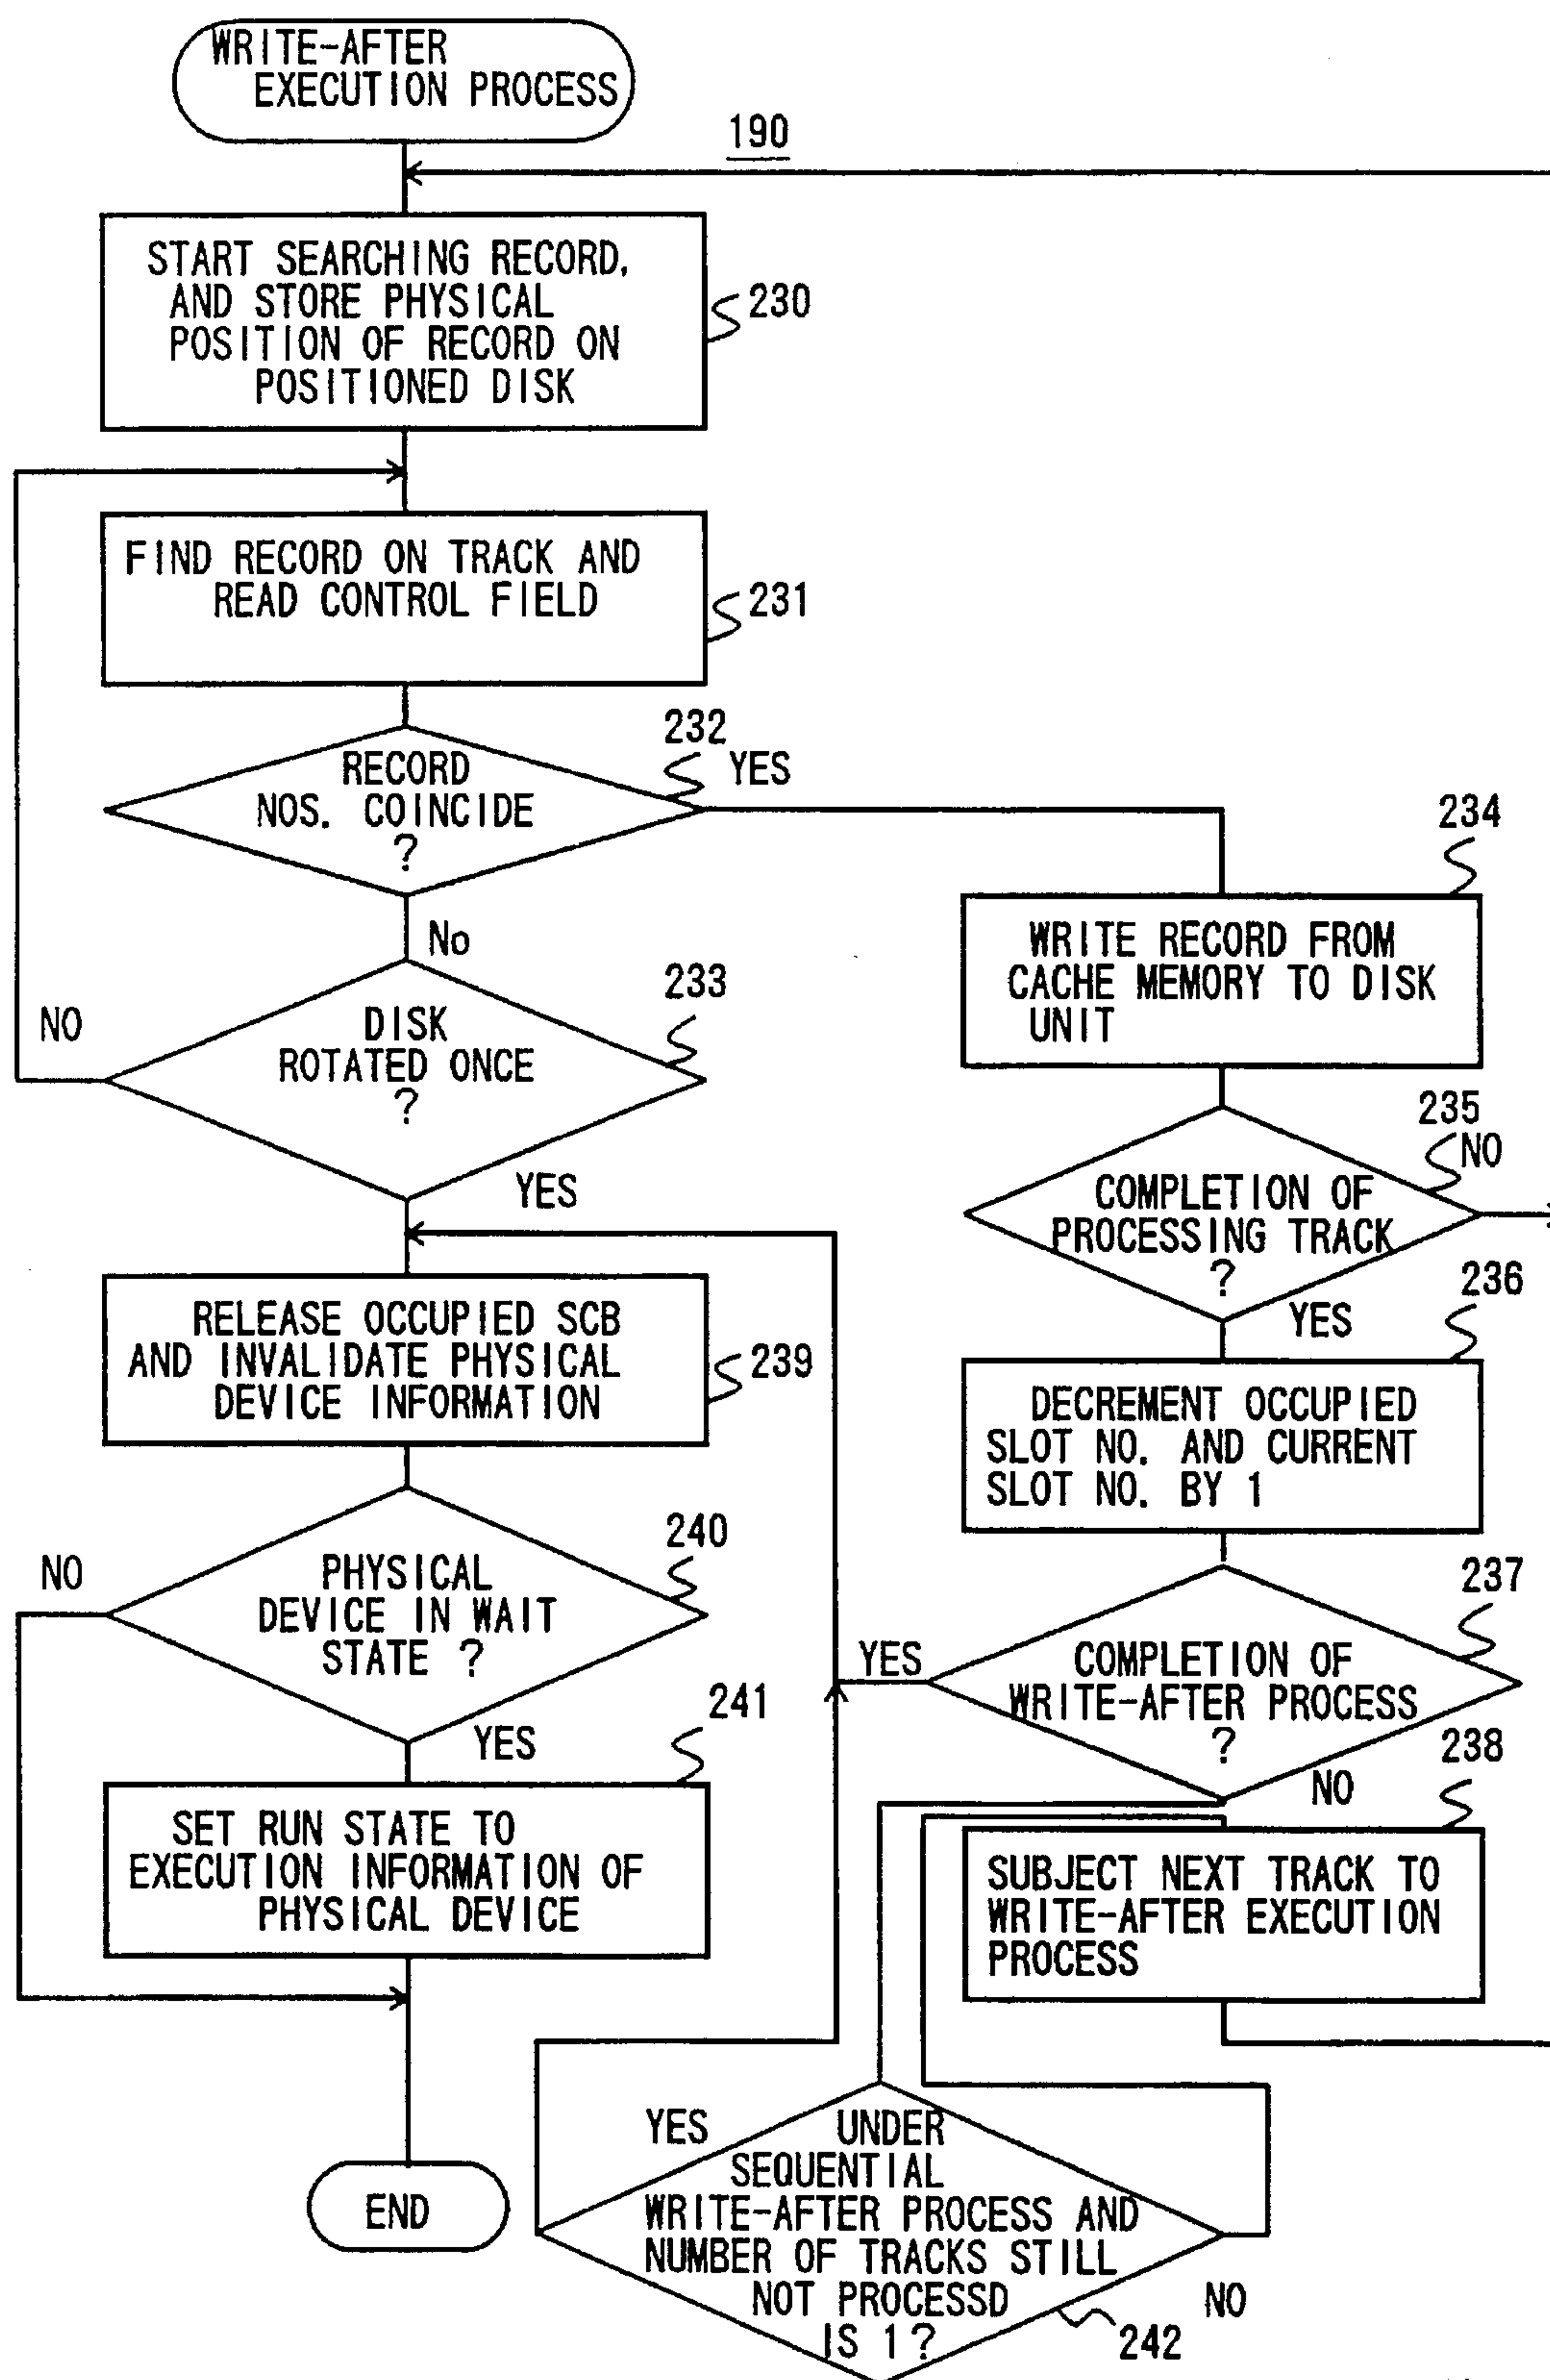 WRITE-AFTER
EXECUTION PROCESS
190
START SEARCHING RECORD,
AND STORE PHYSICAL
POSITION OF RECORD ON
POSITIONED DISK
230
FIND RECORD ON TRACK AND
READ CONTROL FIELD
231
232
RECORD
NOS. COINCIDE
?
YES
No
233
DISK
ROTATED ONCE
?
NO
YES
234
WRITE RECORD FROM
CACHE MEMORY TO DISK
UNIT
235
NO
COMPLETION OF
PROCESSING TRACK
?
YES
236
DECREMENT OCCUPIED
SLOT NO. AND CURRENT
SLOT NO. BY 1
237
COMPLETION OF
WRITE-AFTER PROCESS
?
YES
NO
238
SUBJECT NEXT TRACK TO
WRITE-AFTER EXECUTION
PROCESS
RELEASE OCCUPIED SCB
AND INVALIDATE PHYSICAL
DEVICE INFORMATION
239
240
PHYSICAL
DEVICE IN WAIT
STATE ?
NO
YES
241
SET RUN STATE TO
EXECUTION INFORMATION OF
PHYSICAL DEVICE
END
YES
UNDER
SEQUENTIAL
WRITE-AFTER PROCESS AND
NUMBER OF TRACKS STILL
NOT PROCESSD
IS 1?
NO
242